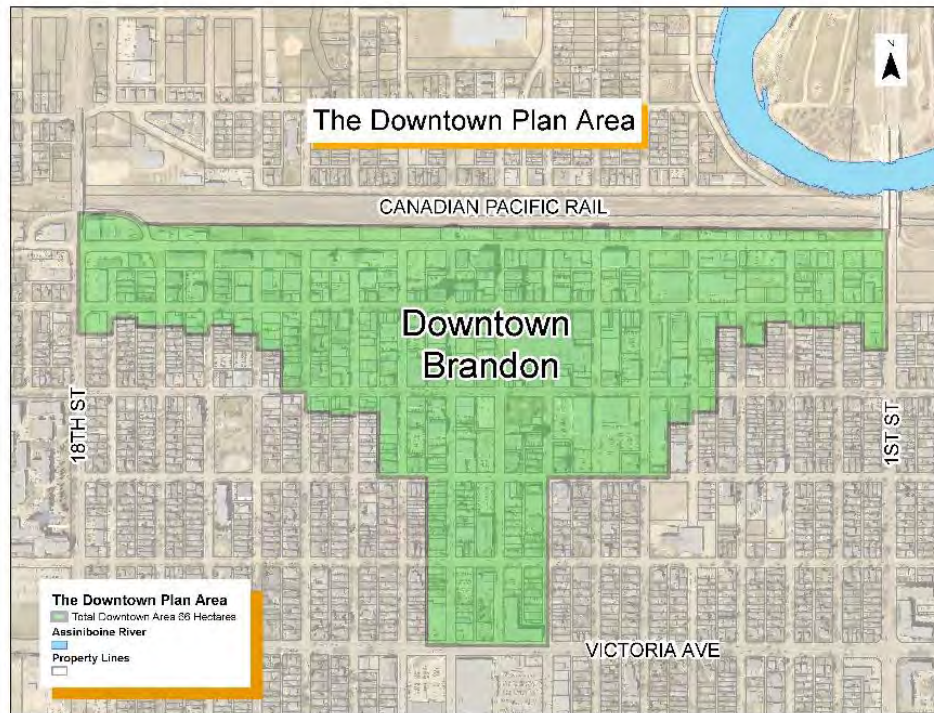 N
The Downtown Plan Area
CANADIAN PACIFIC RAIL
Downtown
Brandon
18TH ST
1ST ST
The Downtown Plan Area
Total Downtown Area 66 Hectares
Assiniboine River
Property Lines
VICTORIA AVE